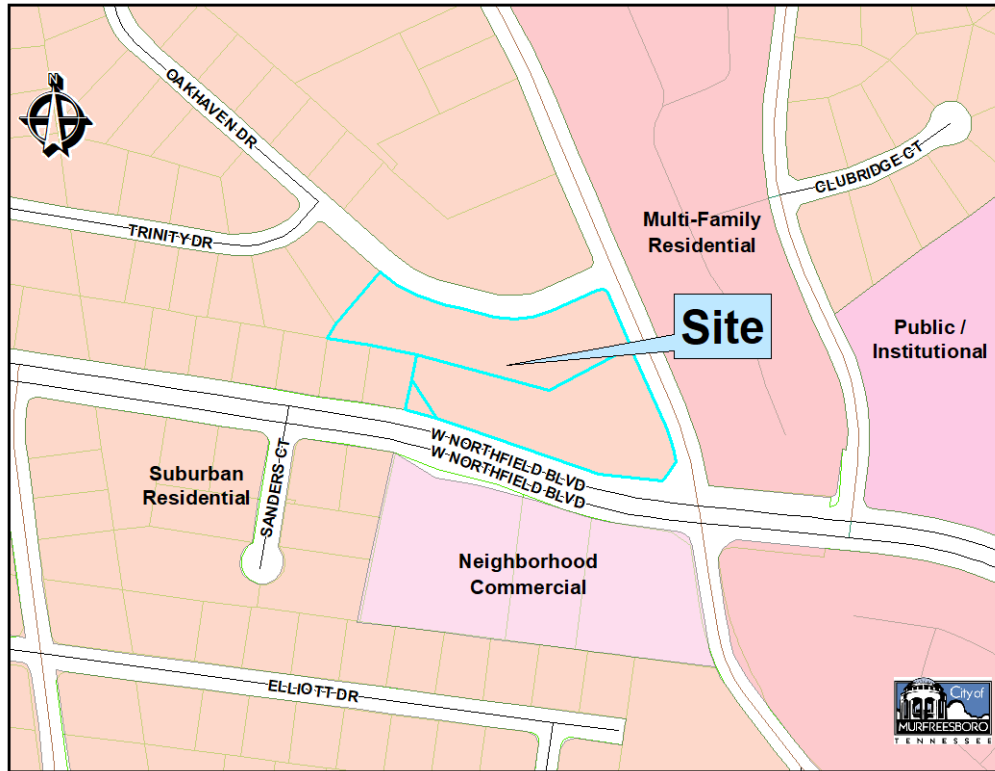 N
OAKHAVEN DR
CLUBRIDGE CT
Multi-Family
Residential
TRINITY DR
Site
Public /
Institutional
W NORTHFIELD BLVD
W NORTHFIELD BLVD
Suburban
Residential
SANDERS CT
Neighborhood
Commercial
ELLIOTT DR
City of
MURFREESBORO
TENNESSEE